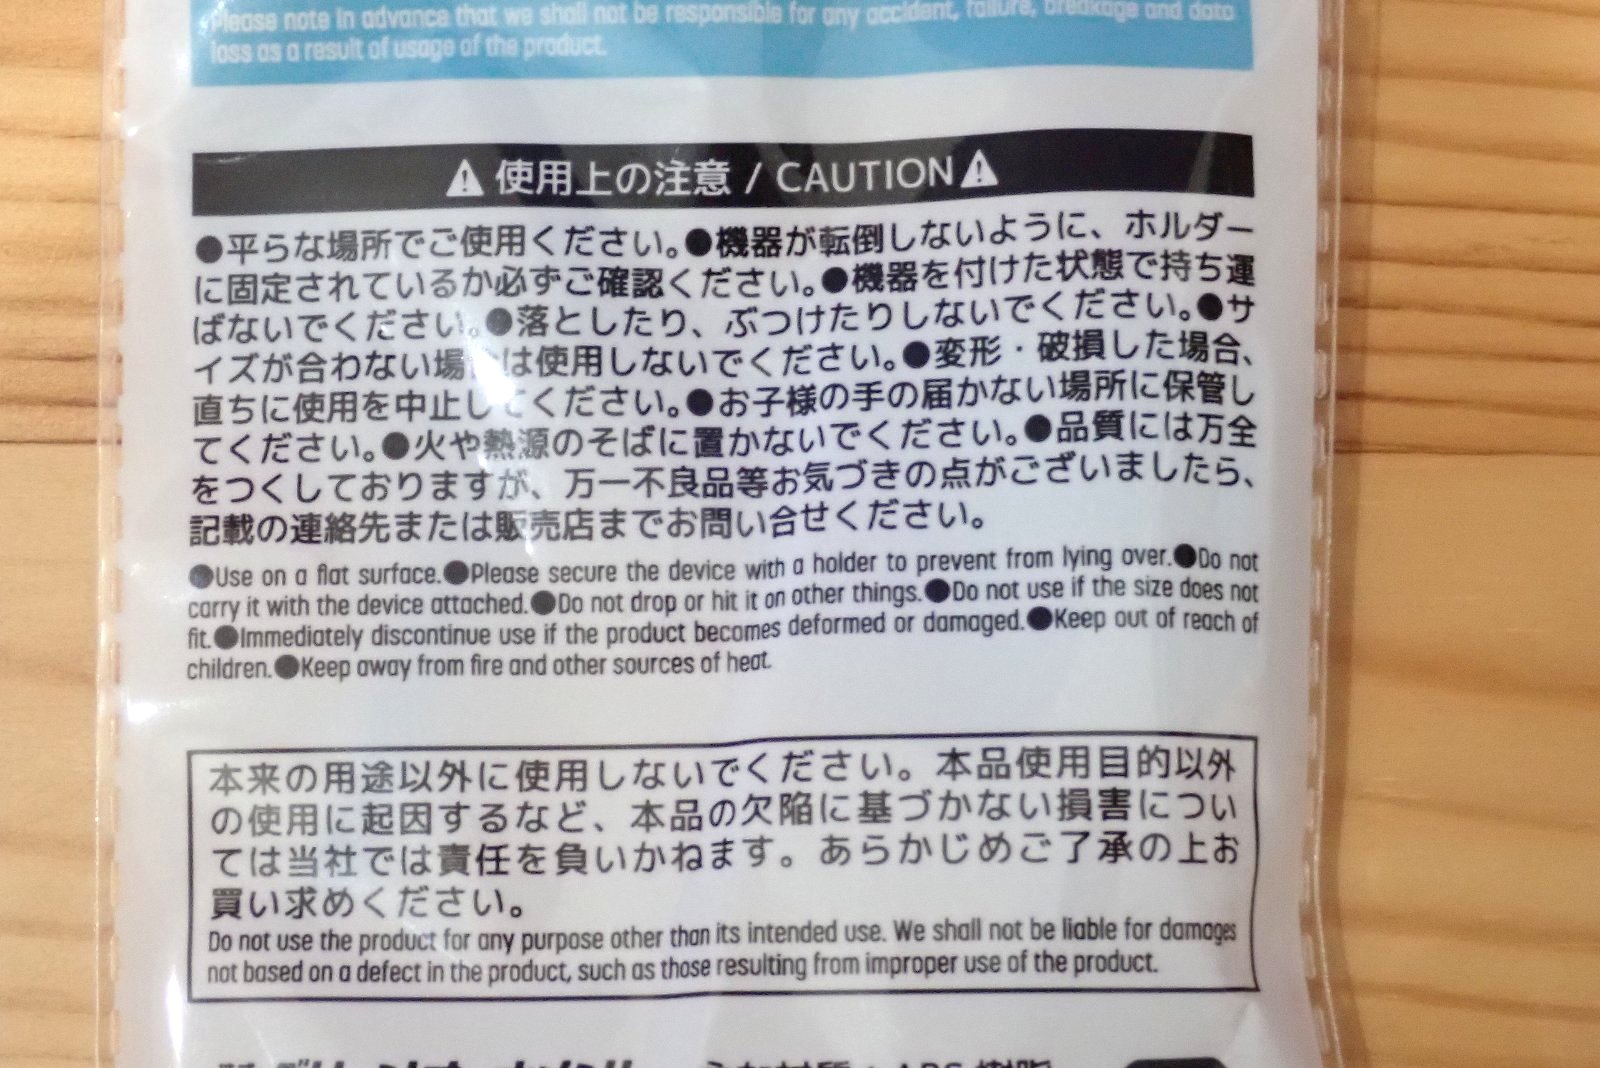 Please note in advance that we shall not be responsible for any accident, failure, breakage and data
loss as a result of usage of the product.
⚠使用上の注意 / CAUTION⚠
●平らな場所でご使用ください。●機器が転倒しないように、ホルダー
に固定されているか必ずご確認ください。●機器を付けた状態で持ち運
ばないでください。●落としたり、ぶつけたりしないでください。●サ
イズが合わない場 は使用しないでください。●変形・破損した場合、
直ちに使用を中止してください。●お子様の手の届かない場所に保管し
てください。●火や熱源のそばに置かないでください。●品質には万全
をつくしておりますが、万一不良品等お気づきの点がございましたら、
記載の連絡先または販売店までお問い合せください。
●Use on a flat surface.●Please secure the device with a holder to prevent from lying over.●Do not
carry it with the device attached.●Do not drop or hit it on other things.●Do not use if the size does not
fit.●Immediately discontinue use if the product becomes deformed or damaged.●Keep out of reach of
children.●Keep away from fire and other sources of heat.
本来の用途以外に使用しないでください。本品使用目的以外
の使用に起因するなど、本品の欠陥に基づかない損害につい
ては当社では責任を負いかねます。あらかじめご了承の上お
買い求めください。
Do not use the product for any purpose other than its intended use. We shall not be liable for damages
not based on a defect in the product, such as those resulting from improper use of the product.